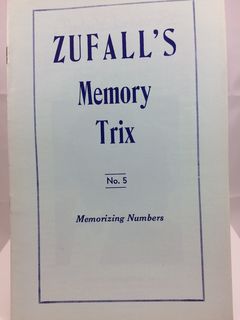 ZUFALL'S
Memory
Trix
No. 5
Memorizing Numbers